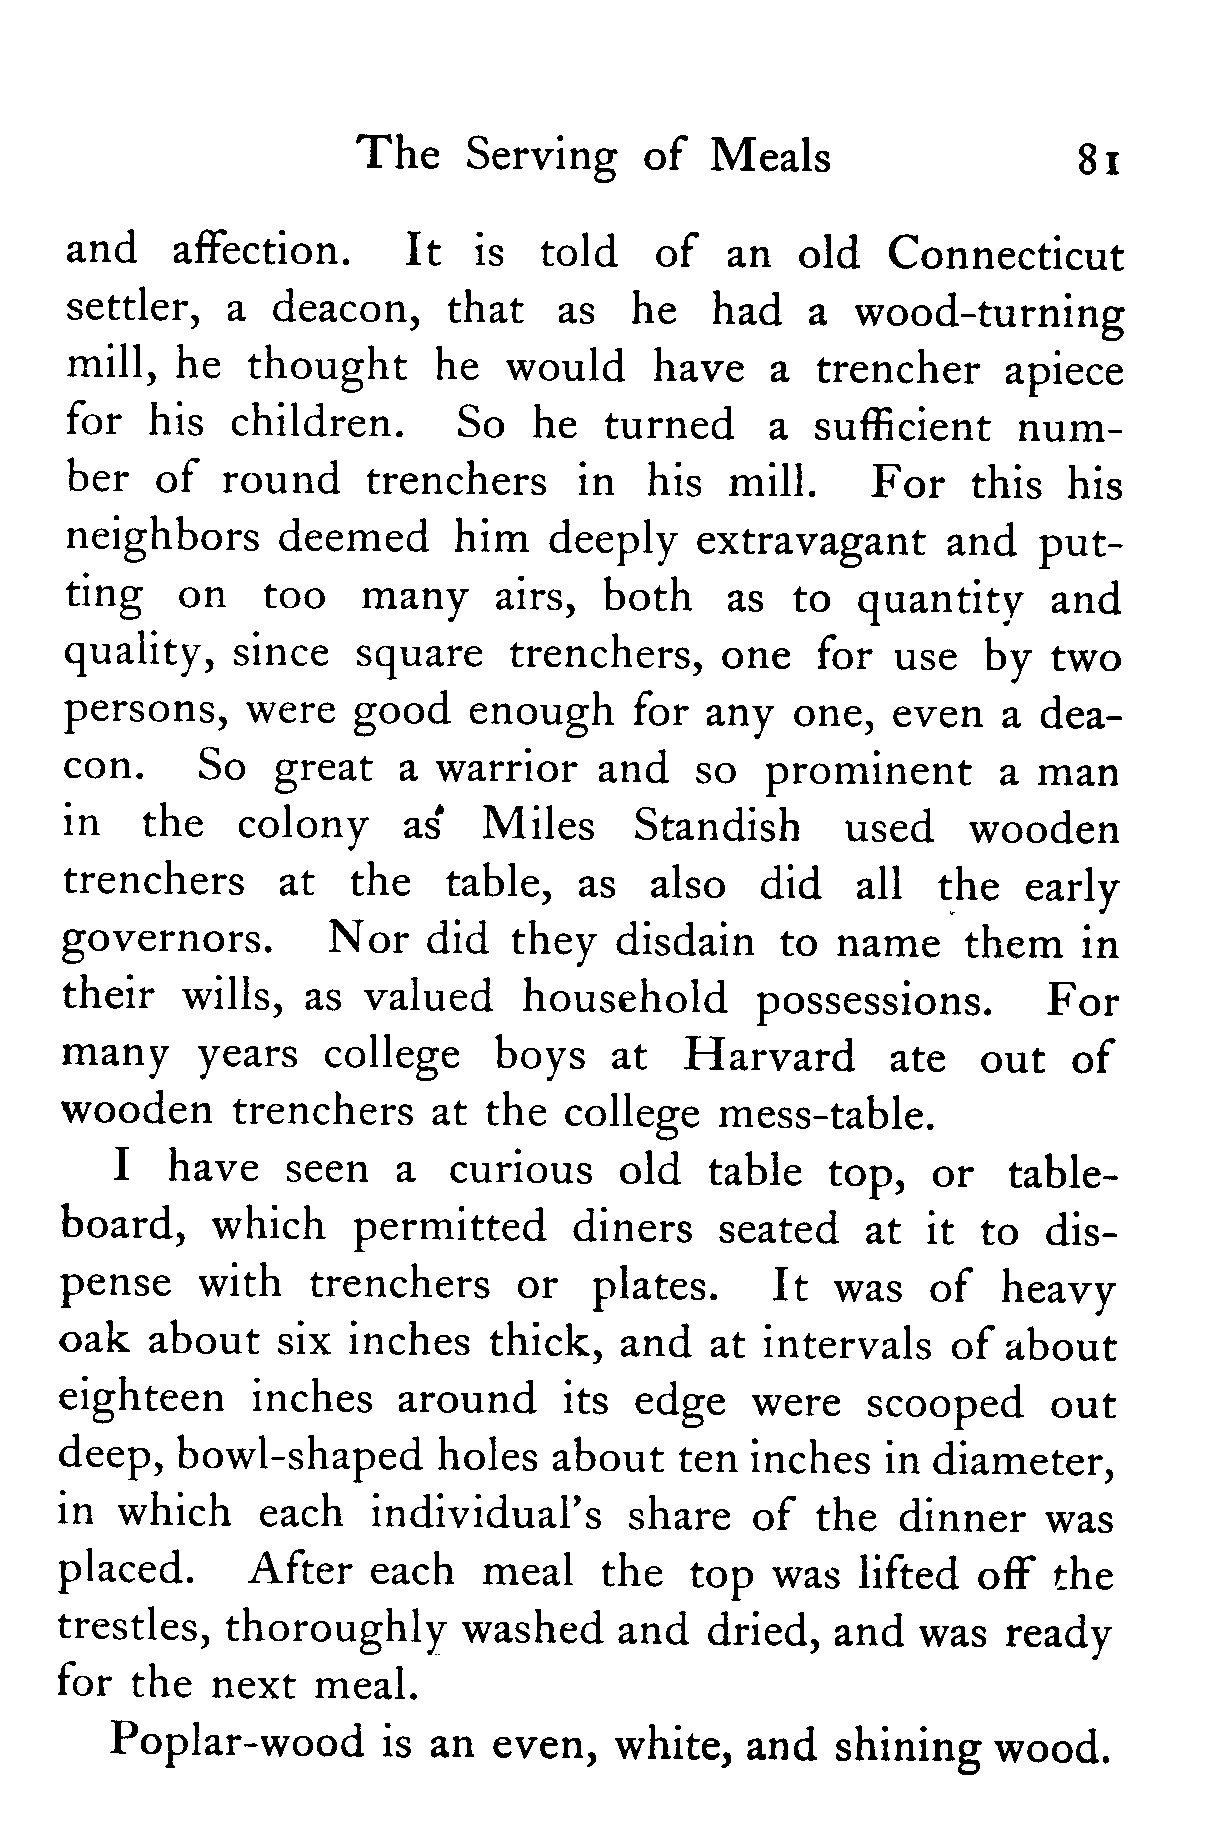 The Serving of Meals 81
and affection. It is told of an old Connecticut
settler, a deacon, that as he had a wood-turning
mill, he thought he would have a trencher apiece
for his children. So he turned a sufficient num-
ber of round trenchers in his mill. For this his
neighbors deemed him deeply extravagant and put-
ting on too many airs, both as to quantity and
quality, since square trenchers, one for use by two
persons, were good enough for any one, even a dea-
con. So great a warrior and so prominent a man
in the colony as Miles Standish used wooden
trenchers at the table, as also did all the early
governors. Nor did they disdain to name them in
their wills, as valued household possessions. For
many years college boys at Harvard ate out of
wooden trenchers at the college mess-table.
I have seen a curious old table top, or table-
board, which permitted diners seated at it to dis-
pense with trenchers or plates. It was of heavy
oak about six inches thick, and at intervals of about
eighteen inches around its edge were scooped out
deep, bowl-shaped holes about ten inches in diameter,
in which each individual's share of the dinner was
placed. After each meal the top was lifted off the
trestles, thoroughly washed and dried, and was ready
for the next meal.
Poplar-wood is an even, white, and shining wood.